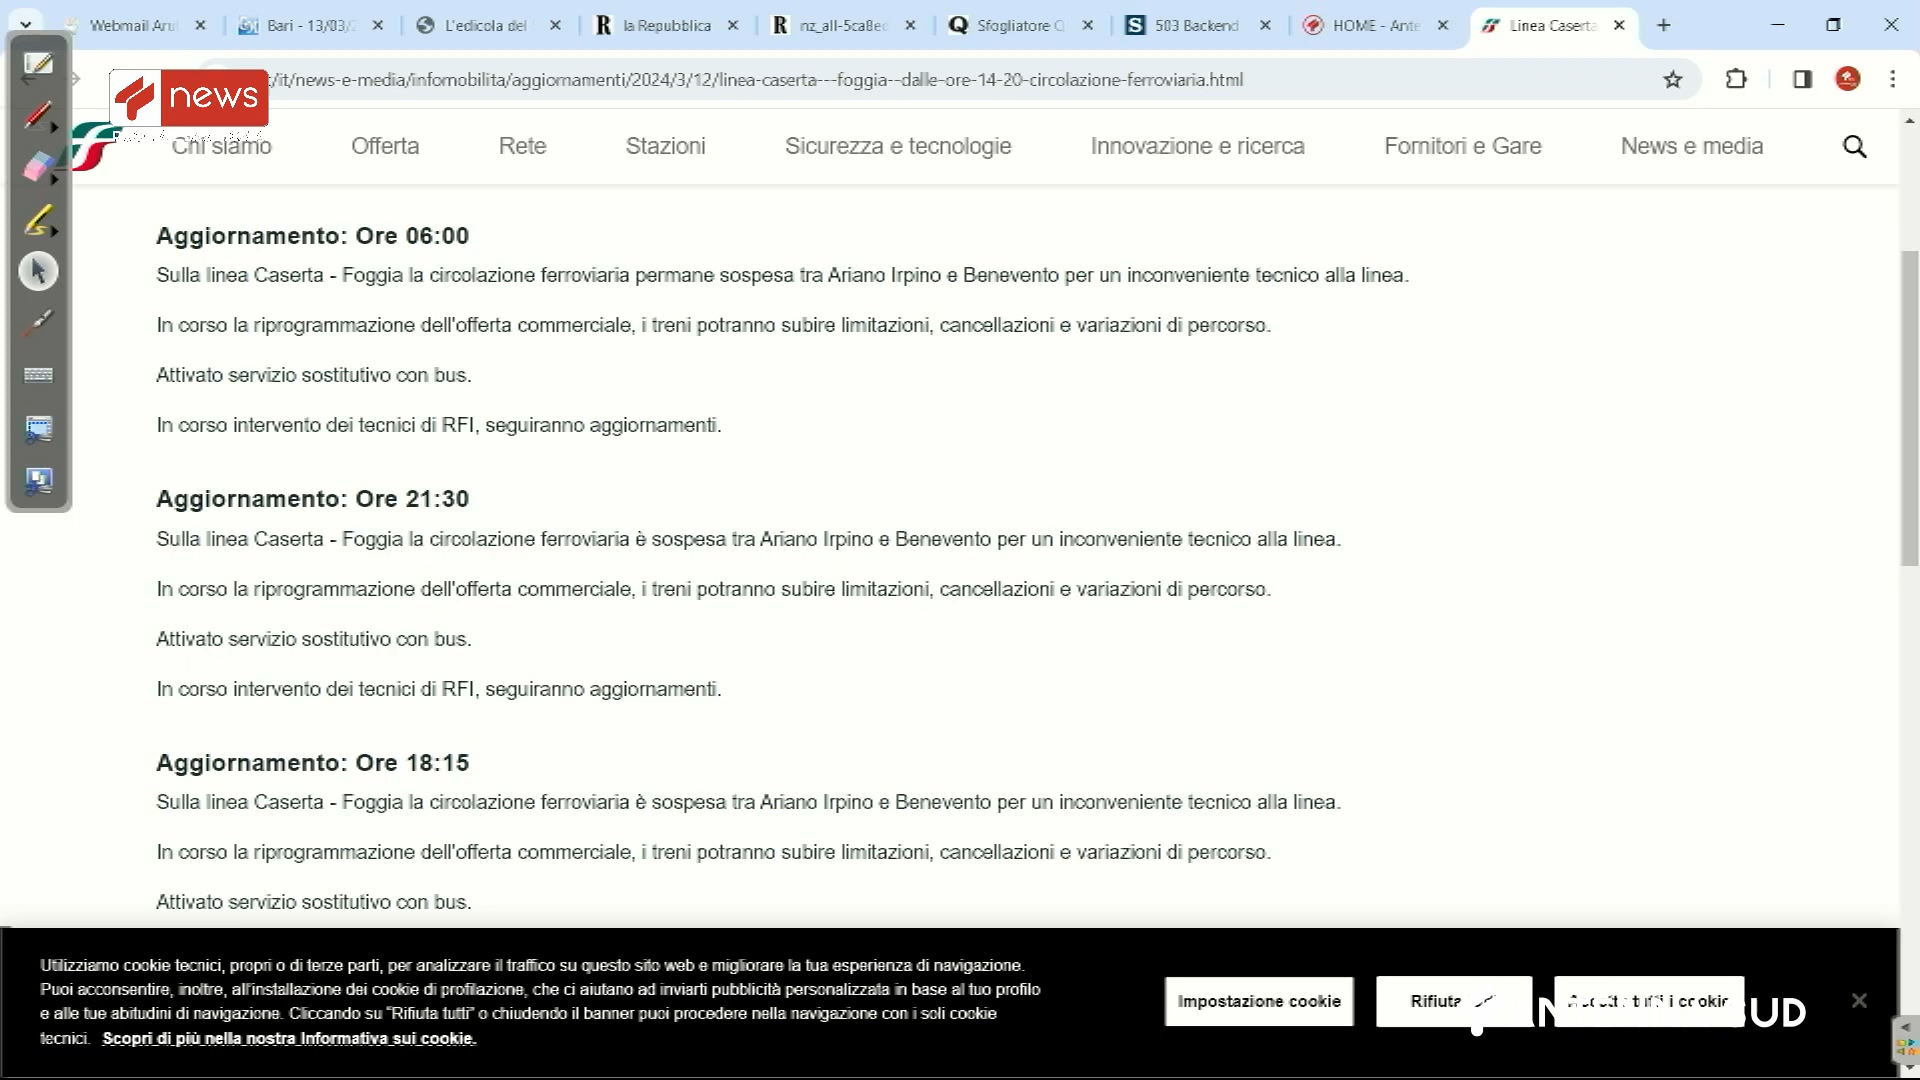 Webmail Aru
Bari - 13/03/2
L'edicola del
la Repubblica
nz_all-5ca8ec
Sfogliatore Q
503 Backend
HOME - Ante
Linea Caserta
t/it/news-e-media/infomobilita/aggiornamenti/2024/3/12/linea-caserta---foggia--dalle-ore-14-20-circolazione-ferroviaria.html
news
Chi siamo
Offerta
Rete
Stazioni
Sicurezza e tecnologie
Innovazione e ricerca
Fornitori e Gare
News e media
Aggiornamento: Ore 06:00
Sulla linea Caserta - Foggia la circolazione ferroviaria permane sospesa tra Ariano Irpino e Benevento per un inconveniente tecnico alla linea.
In corso la riprogrammazione dell'offerta commerciale, i treni potranno subire limitazioni, cancellazioni e variazioni di percorso.
Attivato servizio sostitutivo con bus.
In corso intervento dei tecnici di RFI, seguiranno aggiornamenti.
Aggiornamento: Ore 21:30
Sulla linea Caserta - Foggia la circolazione ferroviaria è sospesa tra Ariano Irpino e Benevento per un inconveniente tecnico alla linea.
In corso la riprogrammazione dell'offerta commerciale, i treni potranno subire limitazioni, cancellazioni e variazioni di percorso.
Attivato servizio sostitutivo con bus.
In corso intervento dei tecnici di RFI, seguiranno aggiornamenti.
Aggiornamento: Ore 18:15
Sulla linea Caserta - Foggia la circolazione ferroviaria è sospesa tra Ariano Irpino e Benevento per un inconveniente tecnico alla linea.
In corso la riprogrammazione dell'offerta commerciale, i treni potranno subire limitazioni, cancellazioni e variazioni di percorso.
Attivato servizio sostitutivo con bus.
Utilizziamo cookie tecnici, propri o di terze parti, per analizzare il traffico su questo sito web e migliorare la tua esperienza di navigazione.
Puoi acconsentire, inoltre, all'installazione dei cookie di profilazione, che ci aiutano ad inviarti pubblicità personalizzata in base al tuo profilo
e alle tue abitudini di navigazione. Cliccando su "Rifiuta tutti" o chiudendo il banner puoi procedere nella navigazione con i soli cookie
tecnici. Scopri di più nella nostra Informativa sui cookie.
Impostazione cookie
Rifiuta
Accetta tutti i cookie
SUD